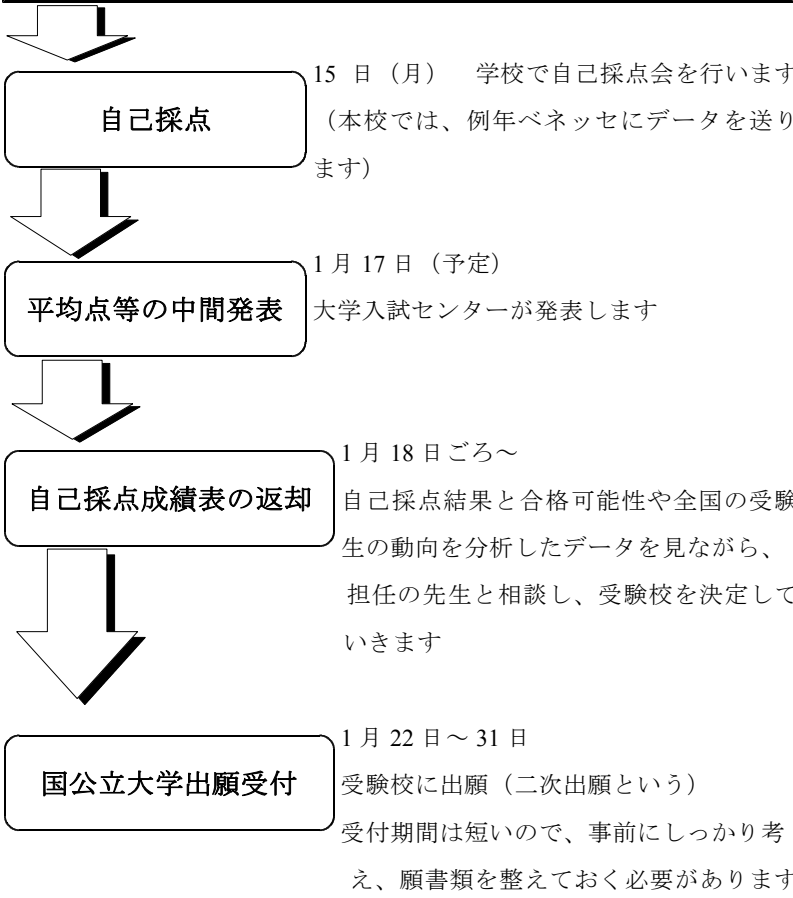 自己採点
15 日（月）　学校で自己採点会を行います
（本校では、例年ベネッセにデータを送り
ます）
平均点等の中間発表
1 月 17 日（予定）
大学入試センターが発表します
自己採点成績表の返却
1 月 18 日ごろ～
自己採点結果と合格可能性や全国の受験
生の動向を分析したデータを見ながら、
担任の先生と相談し、受験校を決定して
いきます
国公立大学出願受付
1 月 22 日～ 31 日
受験校に出願（二次出願という）
受付期間は短いので、事前にしっかり考
え、願書類を整えておく必要があります